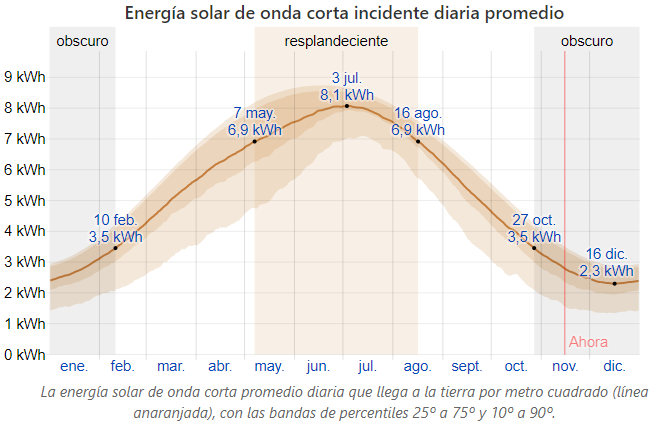 Energía solar de onda corta incidente diaria promedio
obscuro
resplandeciente
obscuro
9 kWh
8 kWh
7 kWh
6 kWh
5 kWh
4 kWh
3 kWh
2 kWh
1 kWh
0 kWh
10 feb.
3,5 kWh
7 may.
6,9 kWh
3 jul.
8,1 kWh
16 ago.
6,9 kWh
27 oct.
3,5 kWh
16 dic.
2,3 kWh
Ahora
ene. feb. mar. abr. may. jun. jul. ago. sept. oct. nov. dic.
La energía solar de onda corta promedio diaria que llega a la tierra por metro cuadrado (línea
anaranjada), con las bandas de percentiles 25º a 75º y 10º a 90º.